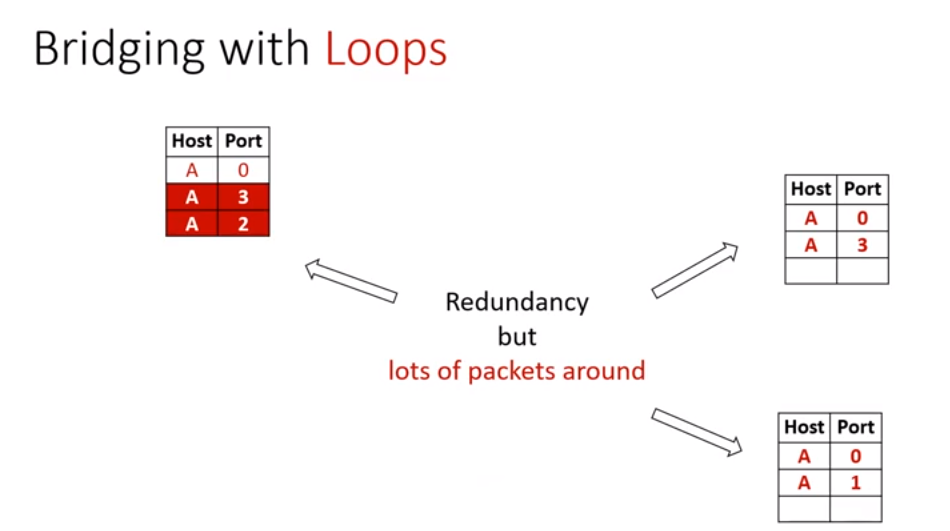 Bridging with Loops
Host Port
A 0
A 3
A 2
Host Port
A 0
A 3
Redundancy
but
lots of packets around
Host Port
A 0
A 1